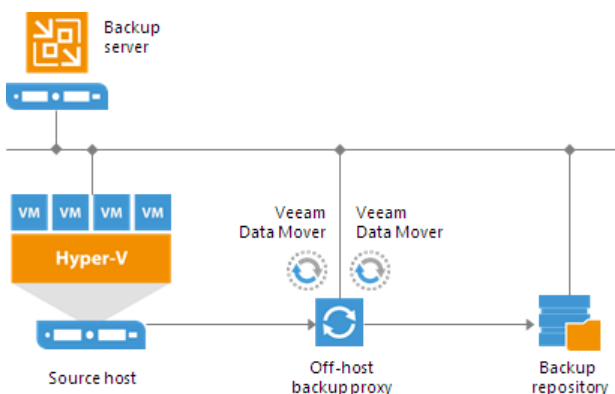 Backup
server
VM VM VM VM
Hyper-V
Veeam
Data Mover
Veeam
Data Mover
Source host
Off-host
backup proxy
Backup
repository